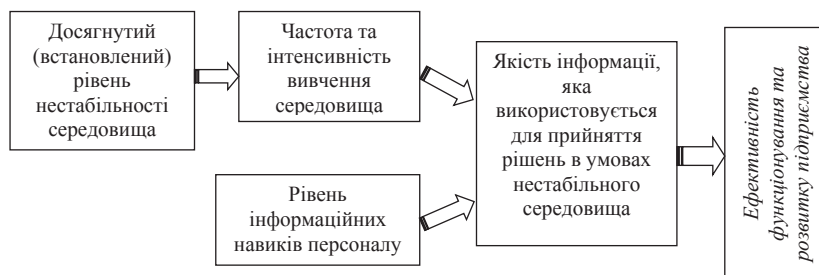 Досягнутий
(встановлений)
рівень
нестабільності
середовища
Частота та
інтенсивність
вивчення
середовища
Рівень
інформаційних
навиків персоналу
Якість інформації,
яка
використовується
для прийняття
рішень в умовах
нестабільного
середовища
Ефективність
функціонування та
розвитку підприємства